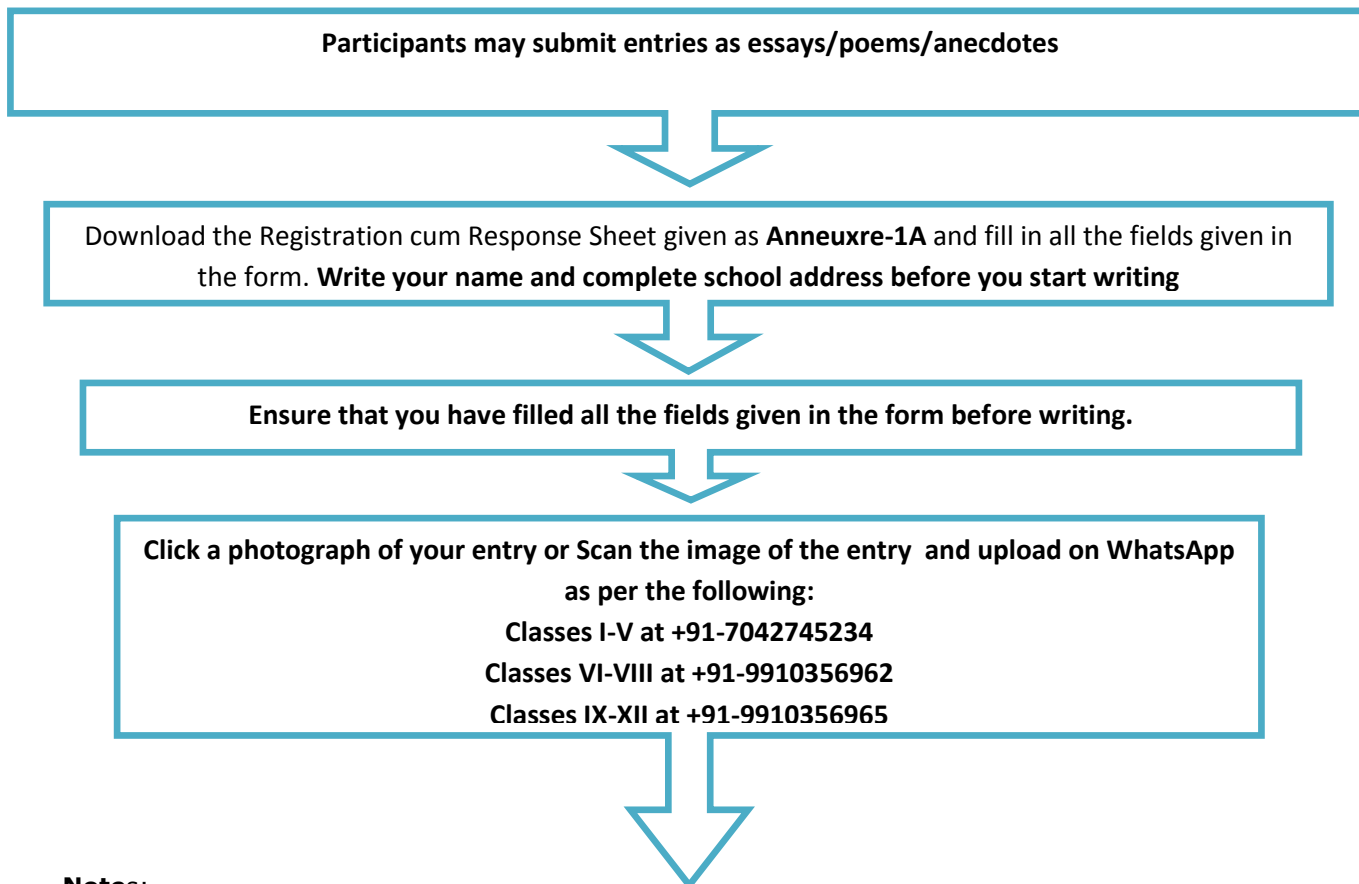 Participants may submit entries as essays/poems/anecdotes
Download the Registration cum Response Sheet given as Anneuxre-1A and fill in all the fields given in
the form. Write your name and complete school address before you start writing
Ensure that you have filled all the fields given in the form before writing.
Click a photograph of your entry or Scan the image of the entry and upload on WhatsApp
as per the following:
Classes I-V at +91-7042745234
Classes VI-VIII at +91-9910356962
Classes IX-XII at +91-9910356965
Notes: